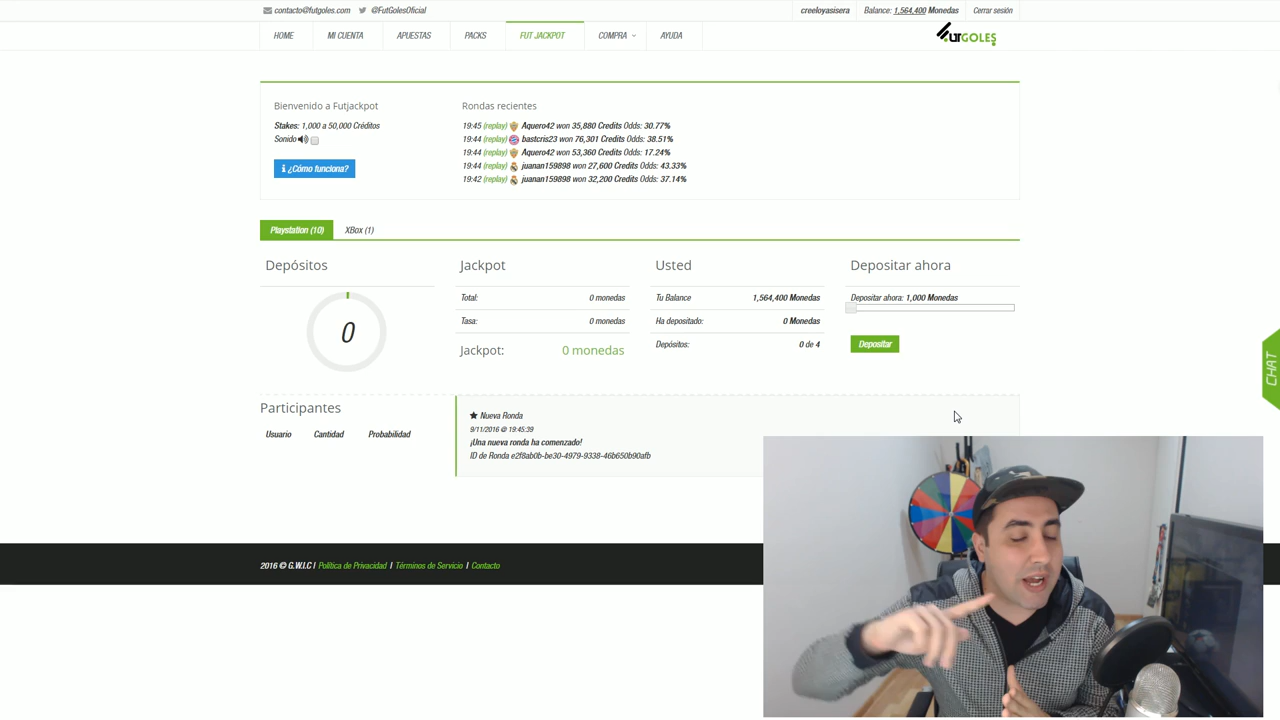 contacto@futgoles.com @FutGolesOficial
creeloyasisera Balance: 1,564,400 Monedas Cerrar sesión
HOME MI CUENTA APUESTAS PACKS FUT JACKPOT COMPRA AYUDA
FUTGOLES
Bienvenido a Futjackpot
Stakes: 1,000 a 50,000 Créditos
Sonido
¿Cómo funciona?
Rondas recientes
19:45 (replay) Aquero42 won 35,880 Credits Odds: 30.77%
19:44 (replay) bastcris23 won 76,301 Credits Odds: 38.51%
19:44 (replay) Aquero42 won 53,360 Credits Odds: 17.24%
19:44 (replay) juanan159898 won 27,600 Credits Odds: 43.33%
19:42 (replay) juanan159898 won 32,200 Credits Odds: 37.14%
Playstation (10) XBox (1)
Depósitos
0
Jackpot
Total: 0 monedas
Tasa: 0 monedas
Jackpot: 0 monedas
Usted
Tu Balance 1,564,400 Monedas
Ha depositado: 0 Monedas
Depósitos: 0 de 4
Depositar ahora
Depositar ahora: 1,000 Monedas
Depositar
CHAT
Participantes
Usuario Cantidad Probabilidad
Nueva Ronda
9/11/2016 @ 19:45:39
¡Una nueva ronda ha comenzado!
ID de Ronda e2f8ab0b-be30-4979-9338-46b650b90afb
2016 © G.W.I.C | Política de Privacidad | Términos de Servicio | Contacto